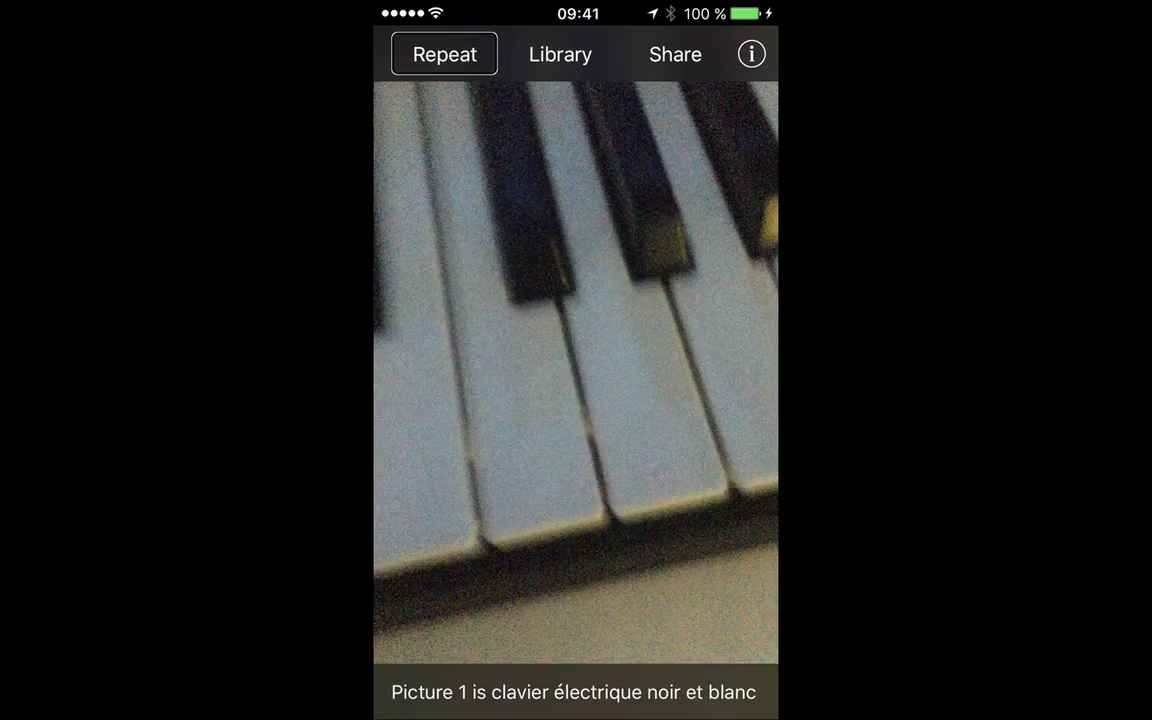 09:41
100 %
Repeat Library Share i
Picture 1 is clavier électrique noir et blanc